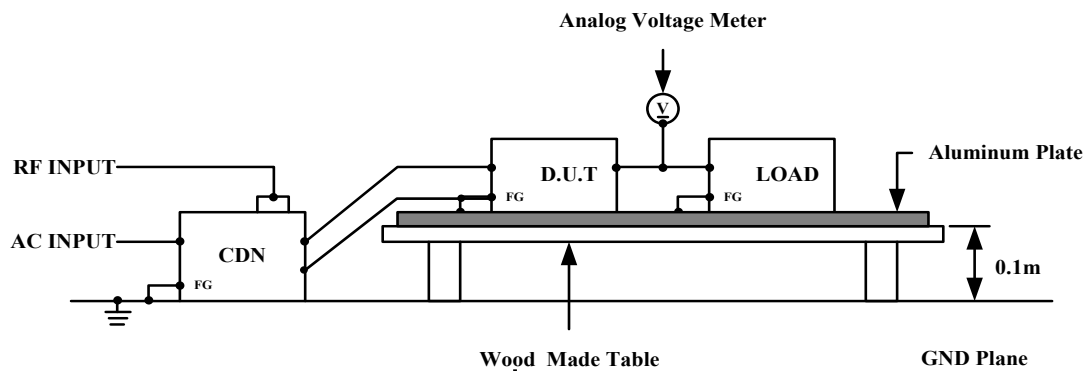 Analog Voltage Meter
V
RF INPUT
D.U.T
LOAD
Aluminum Plate
FG
FG
AC INPUT
CDN
FG
0.1m
Wood Made Table
GND Plane